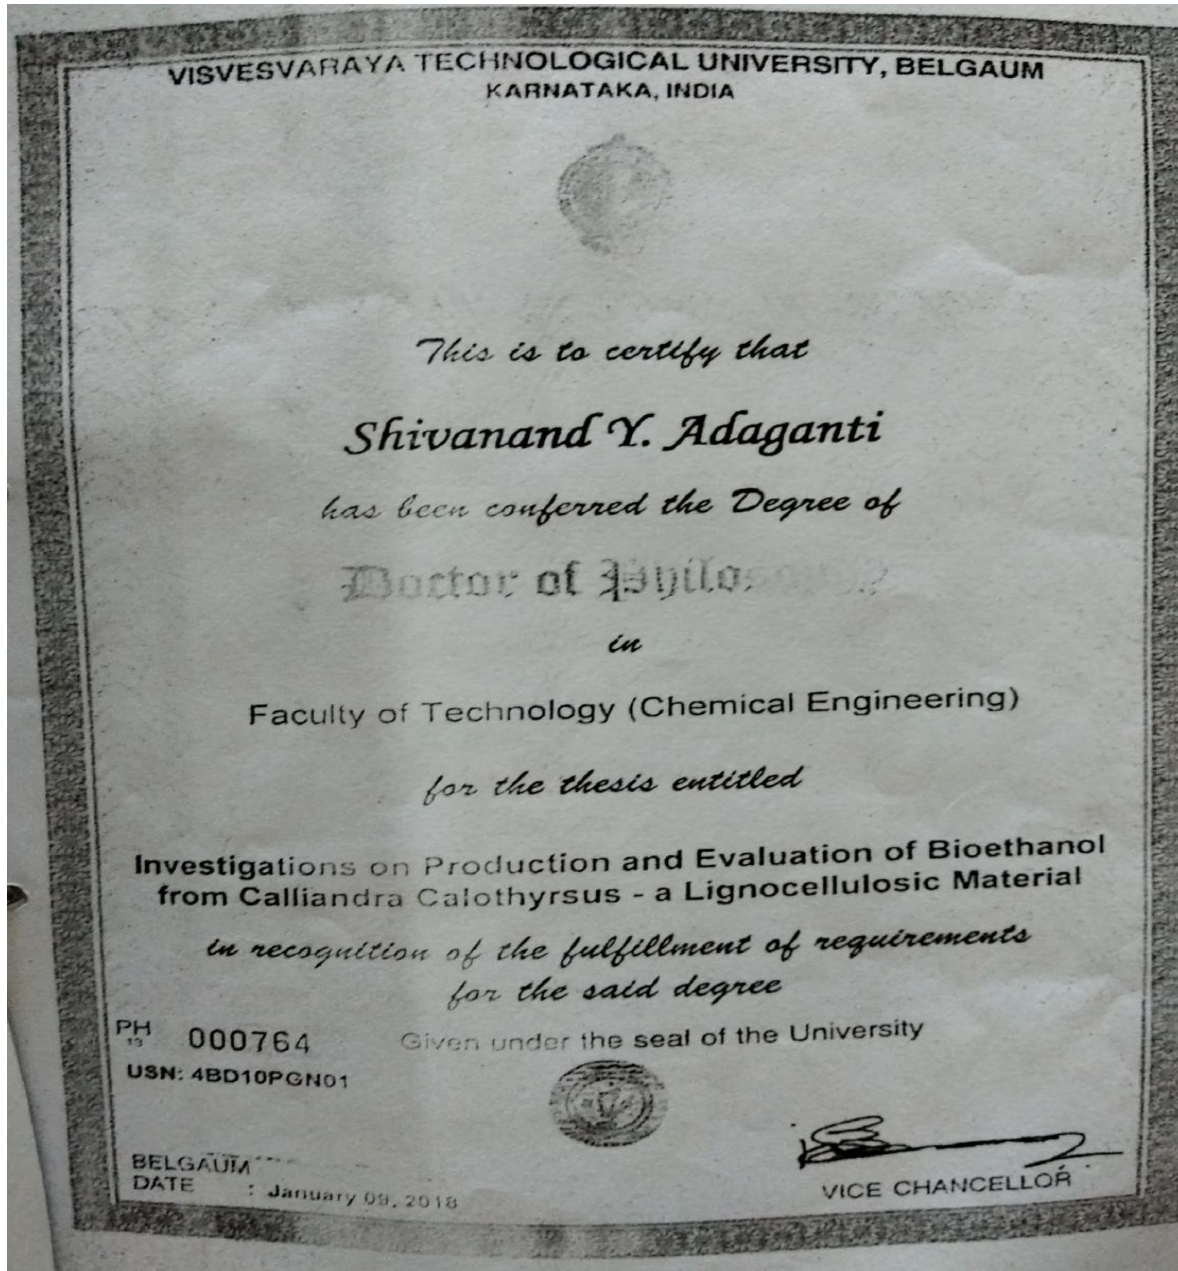 VISVESVARAYA TECHNOLOGICAL UNIVERSITY, BELGAUM
KARNATAKA, INDIA
This is to certify that
Shivanand Y. Adaganti
has been conferred the Degree of
Doctor of
in
Faculty of Technology (Chemical Engineering)
for the thesis entitled
Investigations on Production and Evaluation of Bioethanol
from Calliandra Calothyrsus - a Lignocellulosic Material
in recognition of the fulfillment of requirements
for the said degree
PH
13 000764 Given under the seal of the University
USN: 4BD10PGN01
BELGAUM
DATE : January 09, 2018
VICE CHANCELLOR